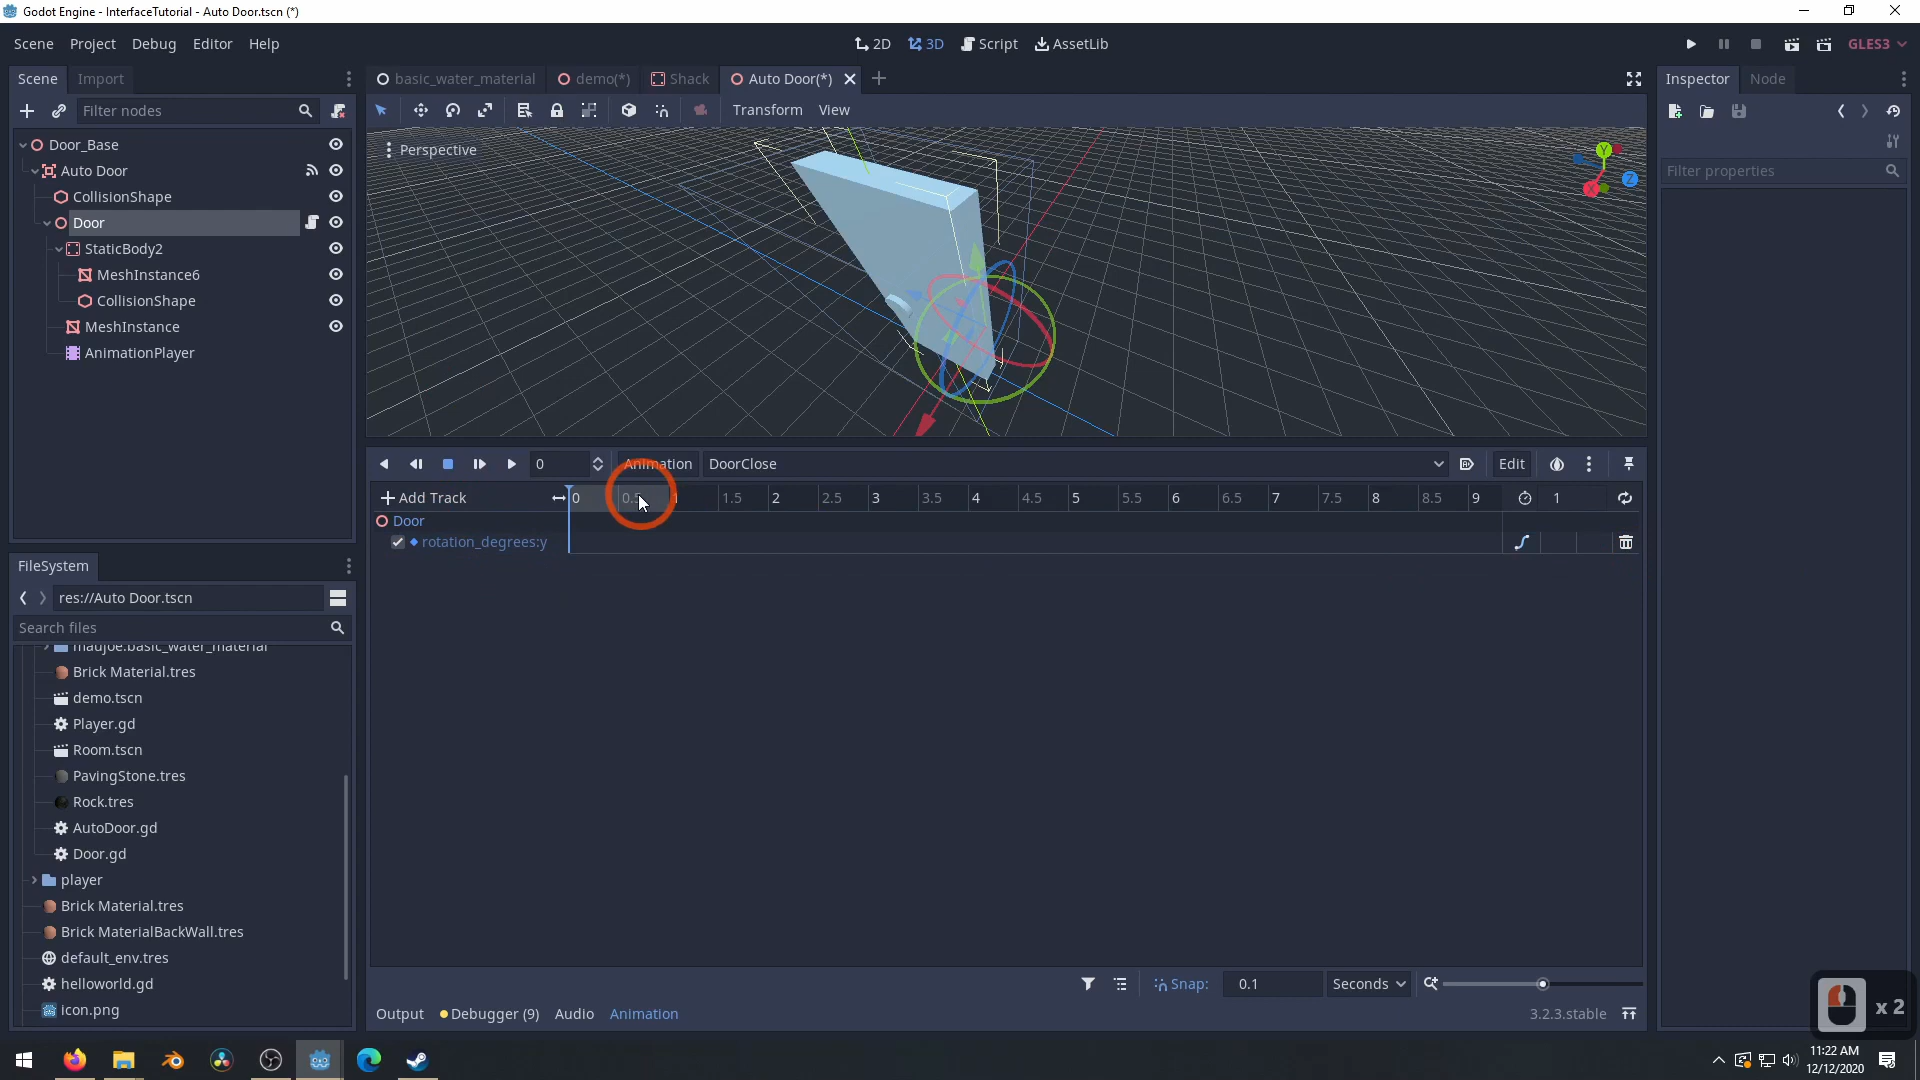 Godot Engine - InterfaceTutorial - Auto Door.tscn (*)
Scene Project Debug Editor Help
2D 3D Script AssetLib
GLES3
Scene Import
basic_water_material demo(*) Shack Auto Door(*)
Inspector Node
Filter nodes
Transform View
Filter properties
Perspective
Y
X
Z
Door_Base
Auto Door
CollisionShape
Door
StaticBody2
MeshInstance6
CollisionShape
MeshInstance
AnimationPlayer
0 Animation DoorClose Edit
Add Track 0 0.5 1 1.5 2 2.5 3 3.5 4 4.5 5 5.5 6 6.5 7 7.5 8 8.5 9 1
Door
rotation_degrees:y
FileSystem
res://Auto Door.tscn
Search files
maujoe.basic_water_material
Brick Material.tres
demo.tscn
Player.gd
Room.tscn
PavingStone.tres
Rock.tres
AutoDoor.gd
Door.gd
player
Brick Material.tres
Brick MaterialBackWall.tres
default_env.tres
helloworld.gd
icon.png
Snap: 0.1 Seconds
Output Debugger (9) Audio Animation 3.2.3.stable
x 2
11:22 AM
12/12/2020